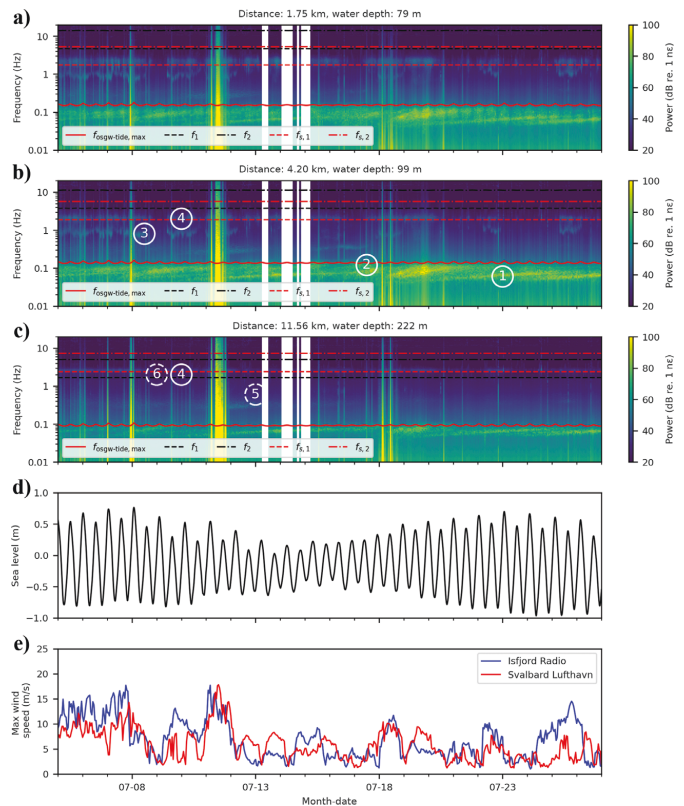 a)
Distance: 1.75 km, water depth: 79 m
Frequency (Hz)
10
1
0.1
0.01
fosgw-tide, max f1 f2 fs, 1 fs, 2
100
80
60
40
20
Power (dB re. 1 nε)
b)
Distance: 4.20 km, water depth: 99 m
Frequency (Hz)
10
1
0.1
0.01
3
4
2
1
fosgw-tide, max f1 f2 fs, 1 fs, 2
100
80
60
40
20
Power (dB re. 1 nε)
c)
Distance: 11.56 km, water depth: 222 m
Frequency (Hz)
10
1
0.1
0.01
6
4
5
fosgw-tide, max f1 f2 fs, 1 fs, 2
100
80
60
40
20
Power (dB re. 1 nε)
d)
Sea level (m)
1.0
0.5
0.0
−0.5
−1.0
e)
Max wind
speed (m/s)
25
20
15
10
5
0
Isfjord Radio
Svalbard Lufthavn
07-08 07-13 07-18 07-23
Month-date